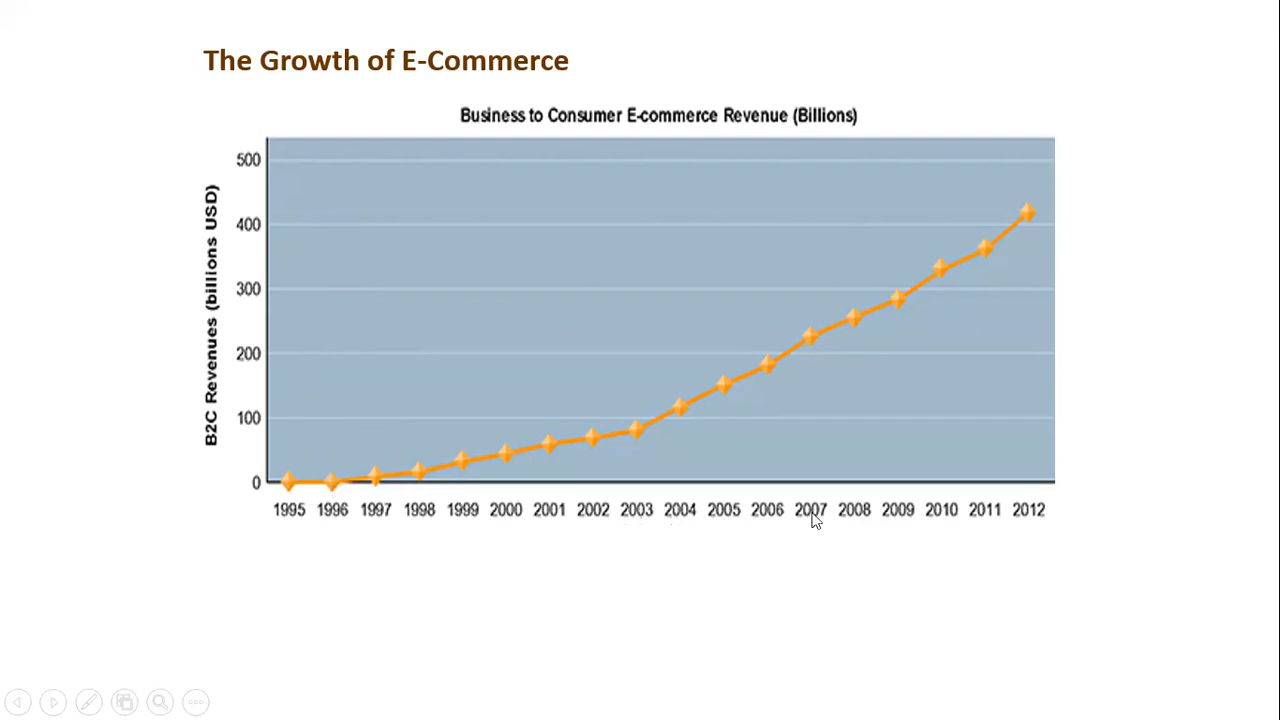 The Growth of E-Commerce
Business to Consumer E-commerce Revenue (Billions)
B2C Revenues (billions USD)
500
400
300
200
100
0
1995 1996 1997 1998 1999 2000 2001 2002 2003 2004 2005 2006 2007 2008 2009 2010 2011 2012